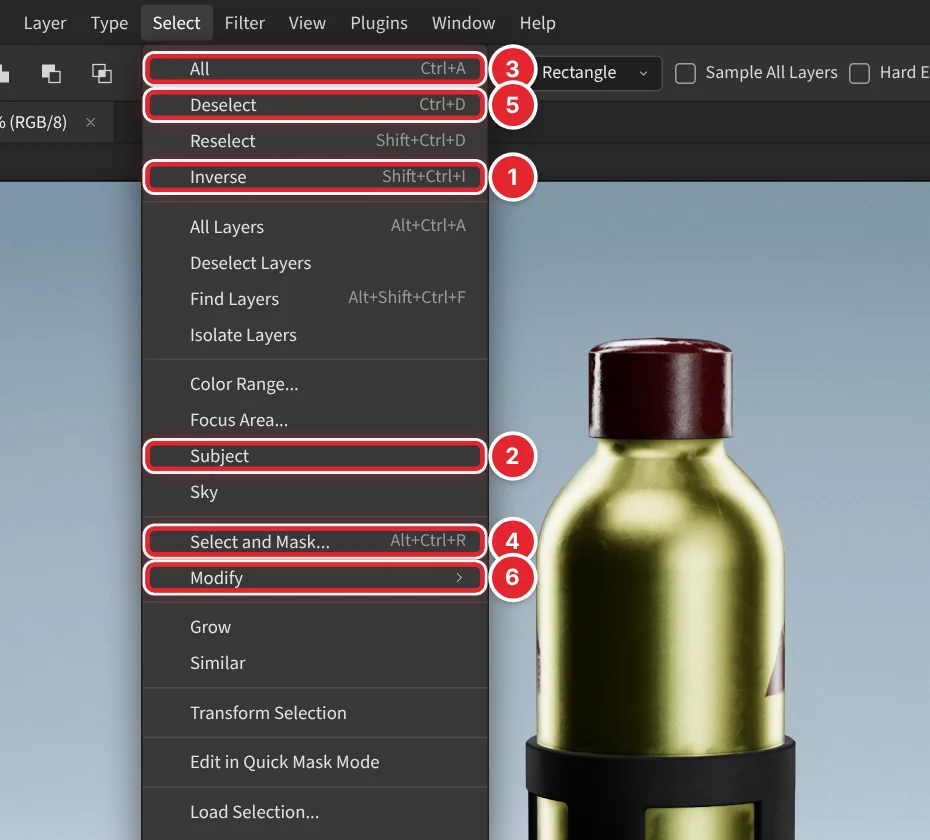 Layer Type Select Filter View Plugins Window Help
All Ctrl+A 3 Rectangle Sample All Layers Hard E
Deselect Ctrl+D 5
% (RGB/8) ×
Reselect Shift+Ctrl+D
Inverse Shift+Ctrl+I 1
All Layers Alt+Ctrl+A
Deselect Layers
Find Layers Alt+Shift+Ctrl+F
Isolate Layers
Color Range...
Focus Area...
Subject 2
Sky
Select and Mask... Alt+Ctrl+R 4
Modify > 6
Grow
Similar
Transform Selection
Edit in Quick Mask Mode
Load Selection...